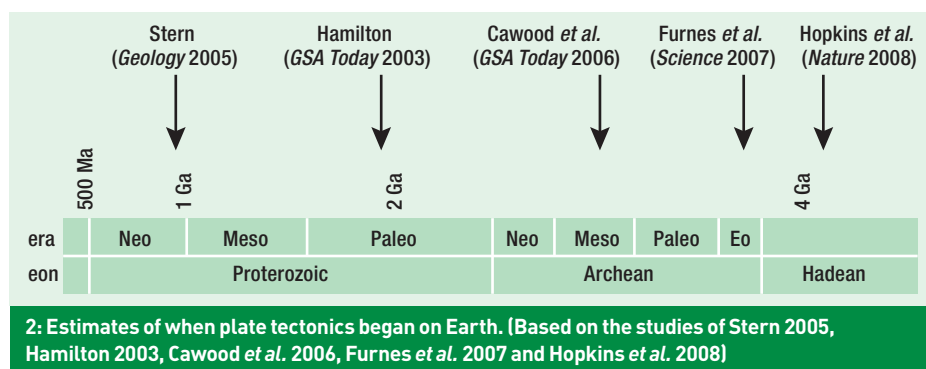 Stern
(Geology 2005)
Hamilton
(GSA Today 2003)
Cawood et al.
(GSA Today 2006)
Furnes et al.
(Science 2007)
Hopkins et al.
(Nature 2008)
500 Ma
1 Ga
2 Ga
4 Ga
era Neo Meso Paleo Neo Meso Paleo Eo
eon Proterozoic Archean Hadean
2: Estimates of when plate tectonics began on Earth. (Based on the studies of Stern 2005,
Hamilton 2003, Cawood et al. 2006, Furnes et al. 2007 and Hopkins et al. 2008)